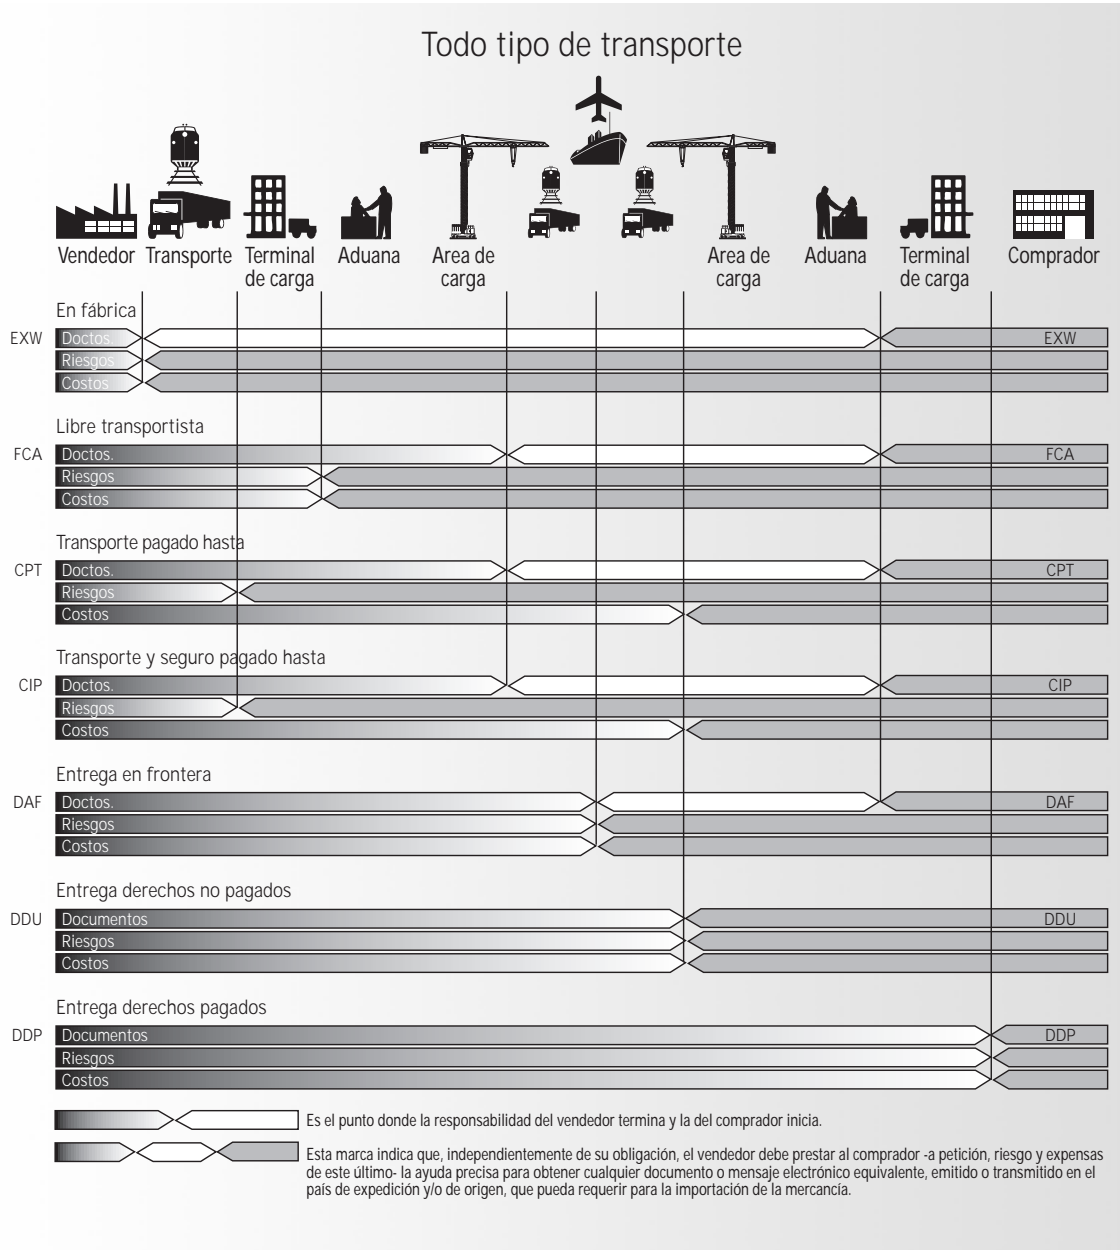 Todo tipo de transporte
Vendedor Transporte Terminal de carga Aduana Area de carga Area de carga Aduana Terminal de carga Comprador
En fábrica
EXW Doctos. EXW
Riesgos
Costos
Libre transportista
FCA Doctos. FCA
Riesgos
Costos
Transporte pagado hasta
CPT Doctos. CPT
Riesgos
Costos
Transporte y seguro pagado hasta
CIP Doctos. CIP
Riesgos
Costos
Entrega en frontera
DAF Doctos. DAF
Riesgos
Costos
Entrega derechos no pagados
DDU Documentos DDU
Riesgos
Costos
Entrega derechos pagados
DDP Documentos DDP
Riesgos
Costos
Es el punto donde la responsabilidad del vendedor termina y la del comprador inicia.
Esta marca indica que, independientemente de su obligación, el vendedor debe prestar al comprador -a petición, riesgo y expensas
de este último- la ayuda precisa para obtener cualquier documento o mensaje electrónico equivalente, emitido o transmitido en el
país de expedición y/o de origen, que pueda requerir para la importación de la mercancía.